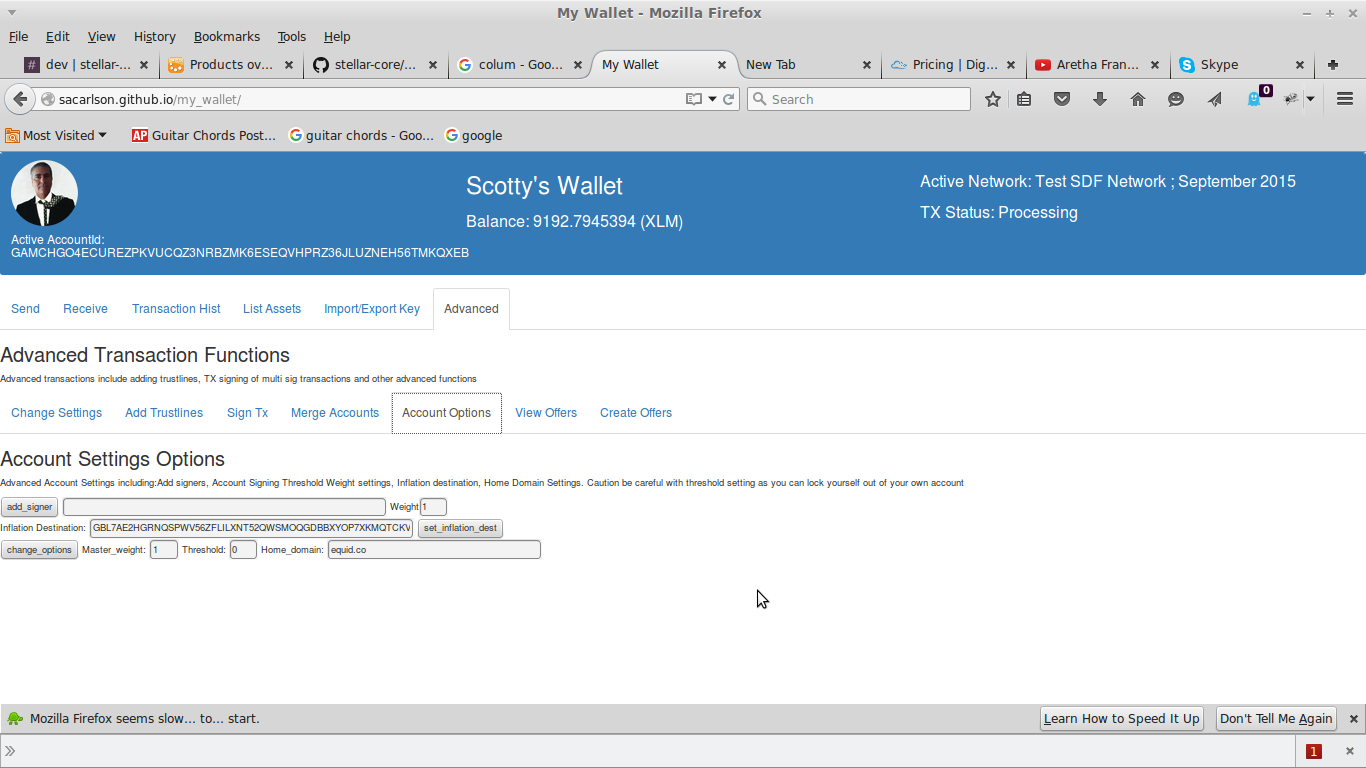 My Wallet - Mozilla Firefox
File Edit View History Bookmarks Tools Help
# dev | stellar-... Products ov... stellar-core/... colum - Goo... My Wallet New Tab Pricing | Dig... Aretha Fran... Skype
sacarlson.github.io/my_wallet/ Search 0
Most Visited AP Guitar Chords Post... guitar chords - Goo... google
Scotty's Wallet
Balance: 9192.7945394 (XLM)
Active Network: Test SDF Network ; September 2015
TX Status: Processing
Active AccountId:
GAMCHGO4ECUREZPKVUCQZ3NRBZMK6ESEQVHPRZ36JLUZNEH56TMKQXEB
Send Receive Transaction Hist List Assets Import/Export Key Advanced
Advanced Transaction Functions
Advanced transactions include adding trustlines, TX signing of multi sig transactions and other advanced functions
Change Settings Add Trustlines Sign Tx Merge Accounts Account Options View Offers Create Offers
Account Settings Options
Advanced Account Settings including:Add signers, Account Signing Threshold Weight settings, Inflation destination, Home Domain Settings. Caution be careful with threshold setting as you can lock yourself out of your own account
add_signer Weight 1
Inflation Destination: GBL7AE2HGRNQSPWV56ZFLILXNT52QWSMOQGDBBXYOP7XKMQTCKV set_inflation_dest
change_options Master_weight: 1 Threshold: 0 Home_domain: equid.co
Mozilla Firefox seems slow... to... start. Learn How to Speed It Up Don't Tell Me Again
1